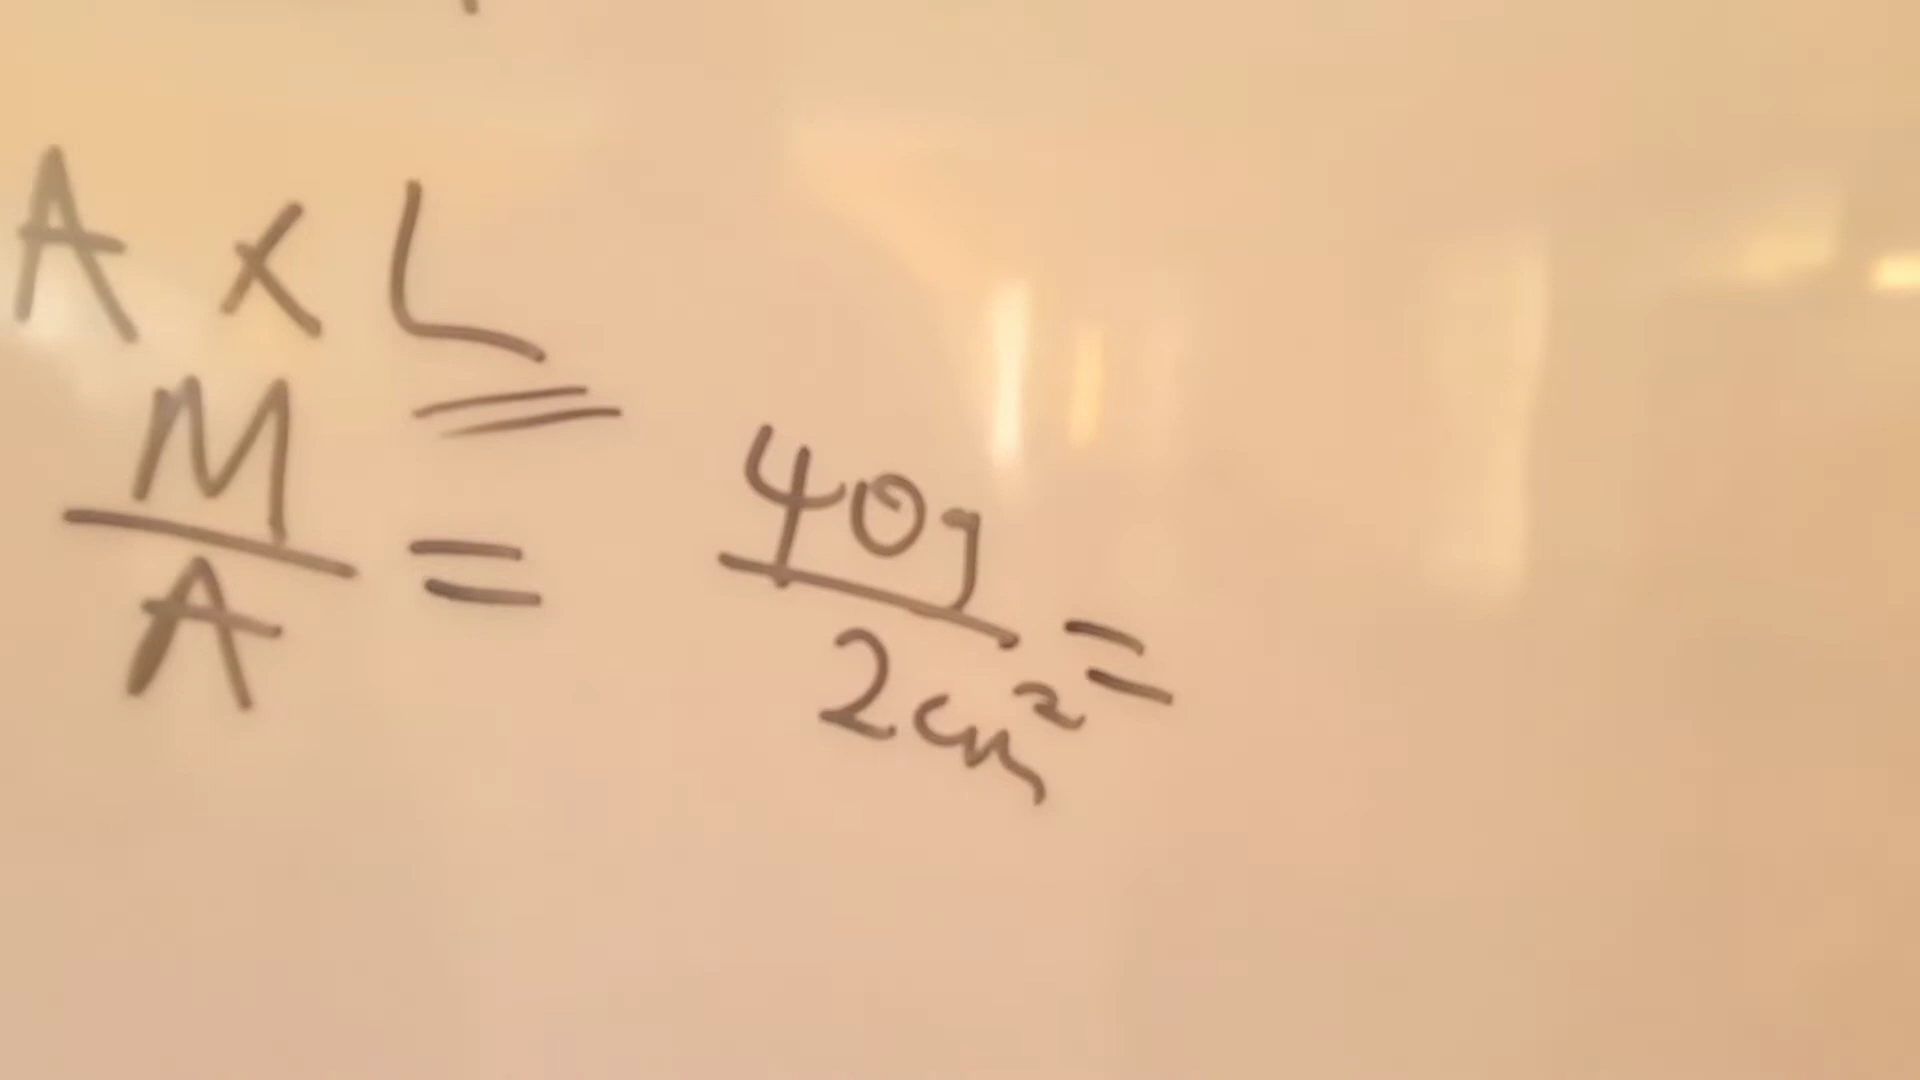 A × L
M/A = 40g/2cm² =